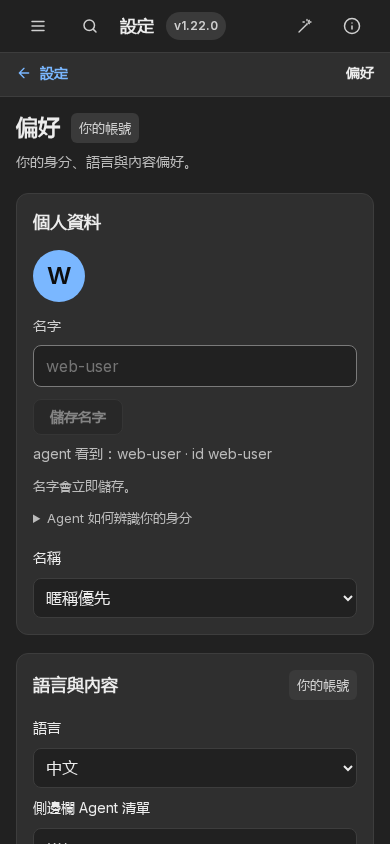 設定
v1.22.0
設定
偏好
偏好
你的帳號
你的身分、語言與內容偏好。
個人資料
W
名字
web-user
儲存名字
agent 看到：web-user · id web-user
名字會立即儲存。
Agent 如何辨識你的身分
名稱
暱稱優先
語言與內容
你的帳號
語言
中文
側邊欄 Agent 清單